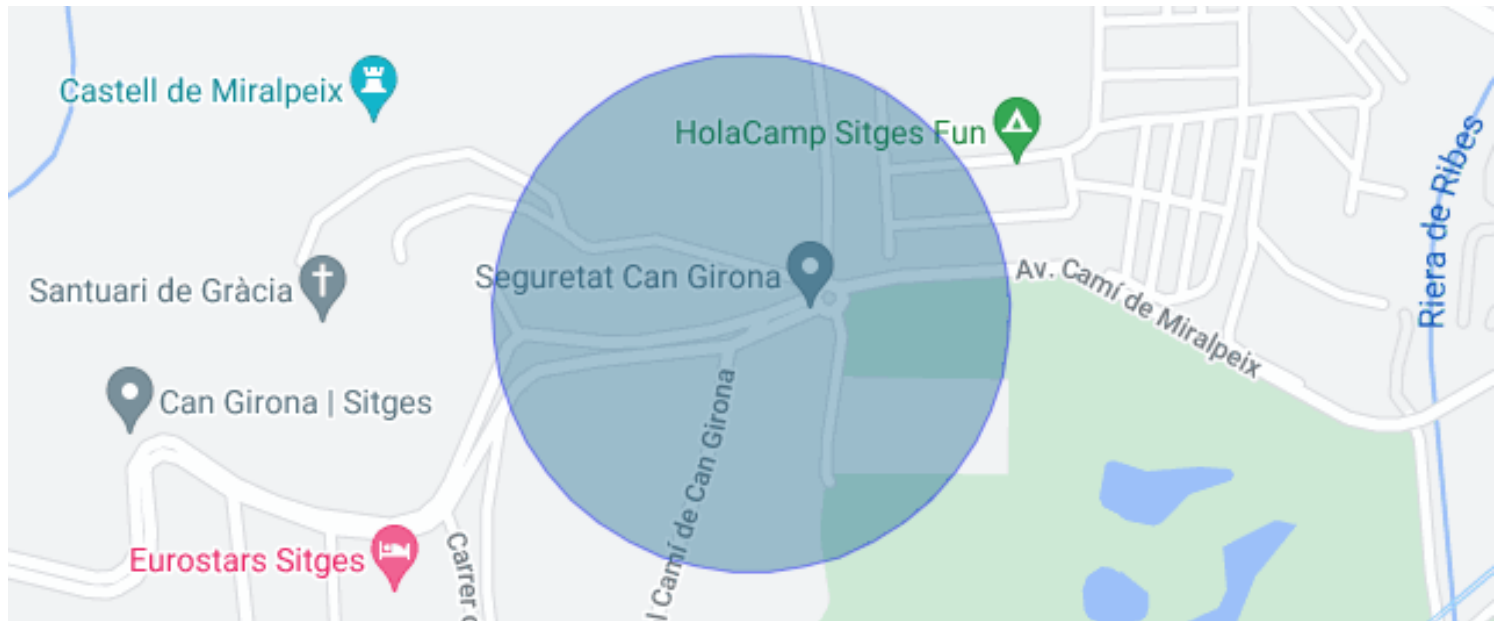 Castell de Miralpeix
HolaCamp Sitges Fun
Riera de Ribes
Seguretat Can Girona
Av. Camí de Miralpeix
Santuari de Gràcia
Can Girona | Sitges
l Camí de Can Girona
Eurostars Sitges
Carrer